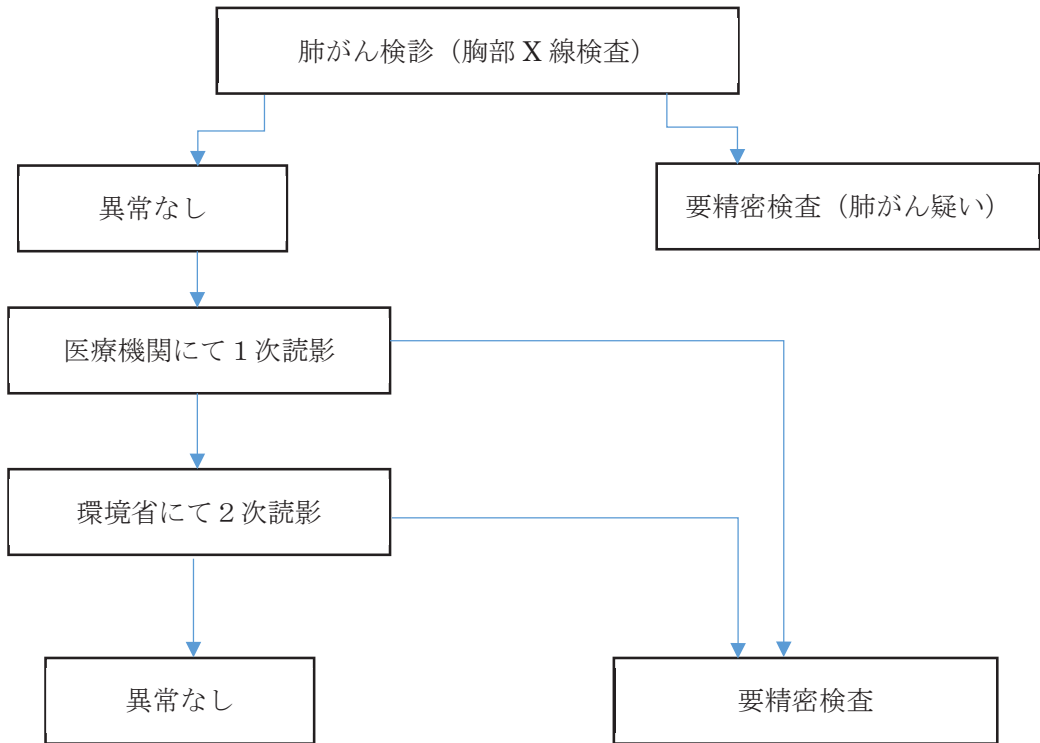 肺がん検診（胸部 X 線検査）
異常なし
要精密検査（肺がん疑い）
医療機関にて１次読影
環境省にて２次読影
異常なし
要精密検査